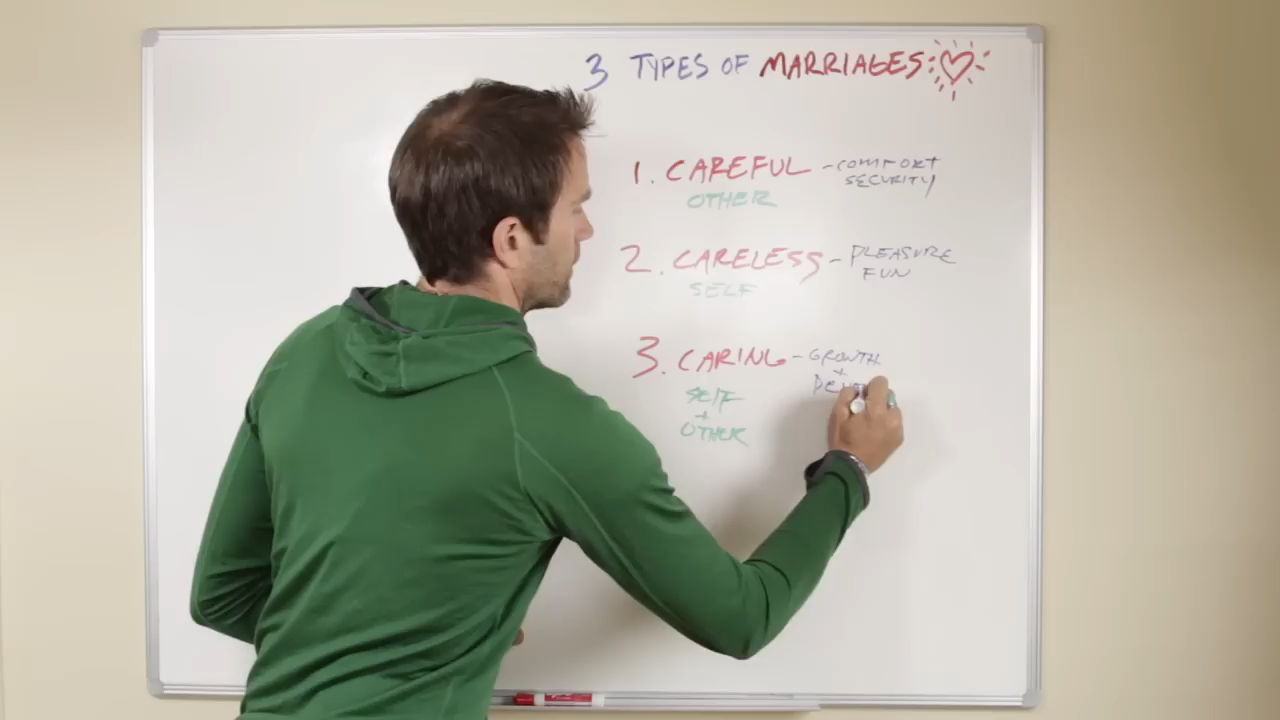 3 TYPES OF MARRIAGES:
1. CAREFUL - COMFORT
SECURITY
OTHER
2. CARELESS - PLEASURE
FUN
SELF
3. CARING - GROWTH
+
SELF
+
OTHER